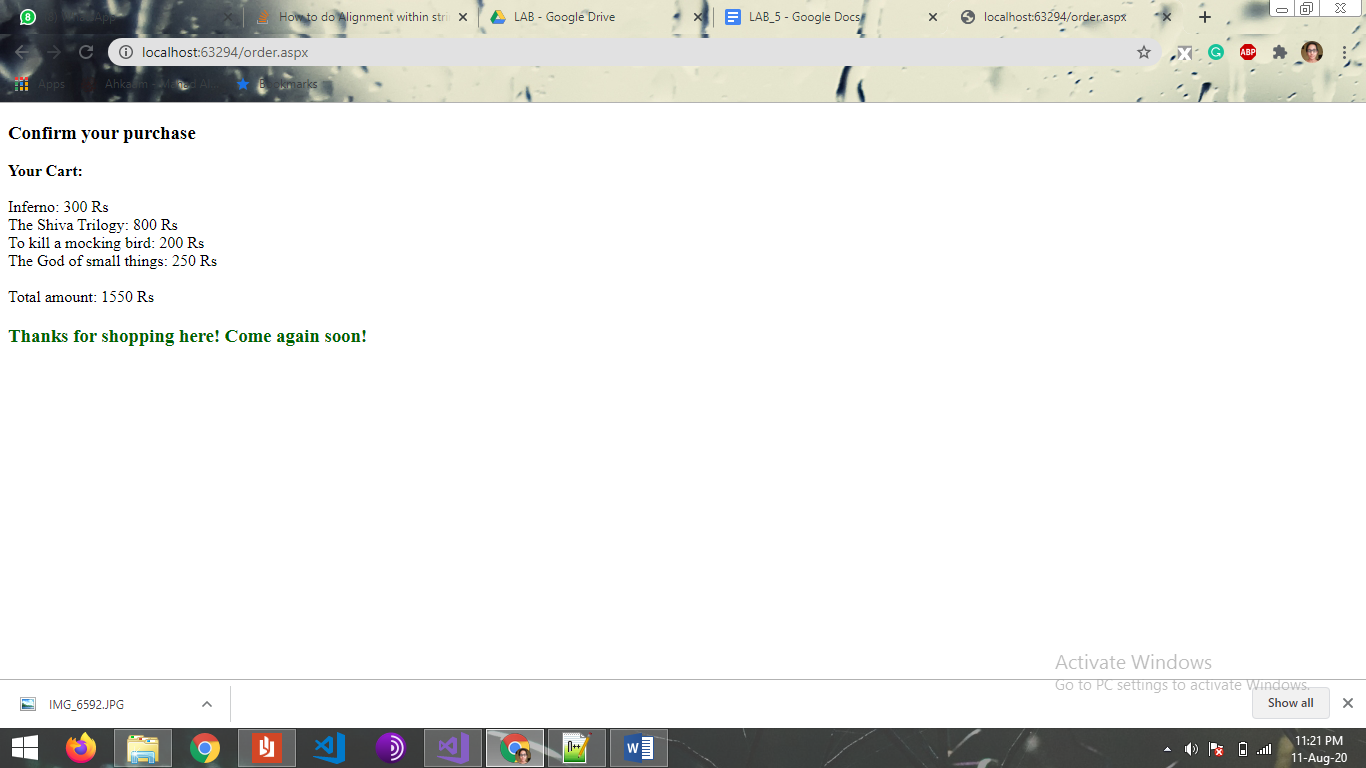 How to do Alignment within stri
LAB - Google Drive
LAB_5 - Google Docs
localhost:63294/order.aspx
localhost:63294/order.aspx
ABP
Apps
Bookmarks
Confirm your purchase
Your Cart:
Inferno: 300 Rs
The Shiva Trilogy: 800 Rs
To kill a mocking bird: 200 Rs
The God of small things: 250 Rs
Total amount: 1550 Rs
Thanks for shopping here! Come again soon!
Activate Windows
Go to PC settings to activate Windows.
IMG_6592.JPG
Show all
11:21 PM
11-Aug-20